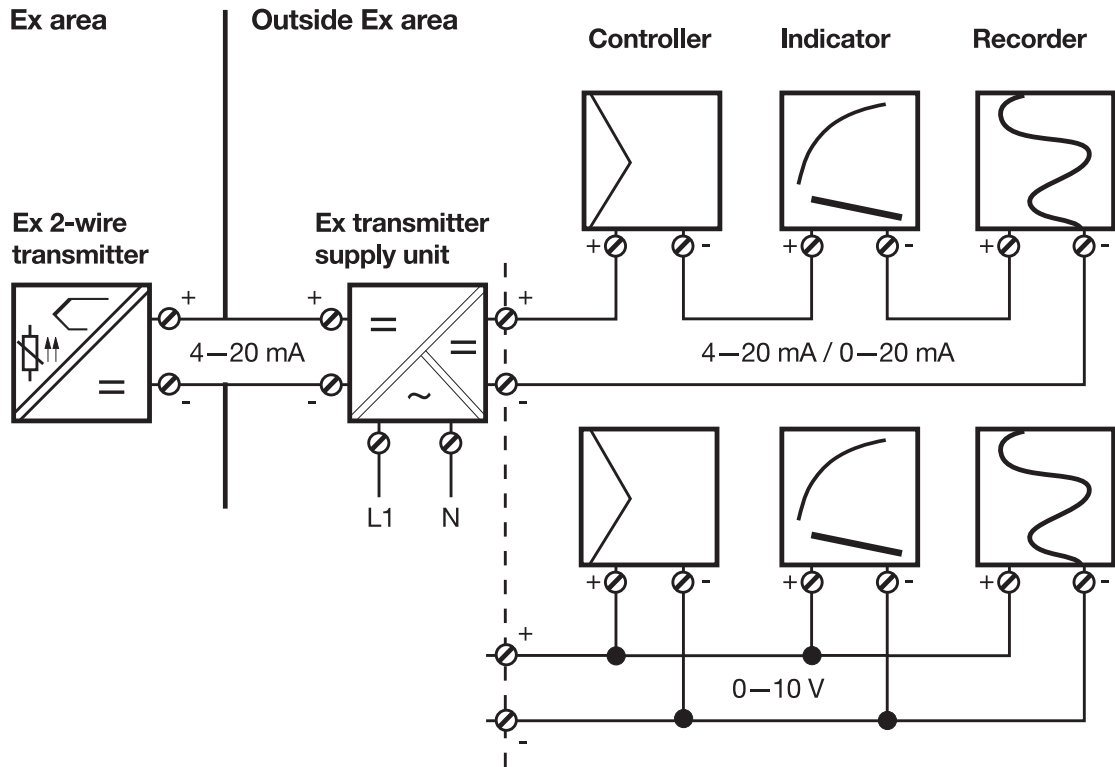 Ex area
Outside Ex area
Controller
Indicator
Recorder
Ex 2-wire
transmitter
Ex transmitter
supply unit
+ - + - + -
+ + +
4–20 mA
4–20 mA / 0–20 mA
- - -
L1 N
+ - + - + -
+
0–10 V
-